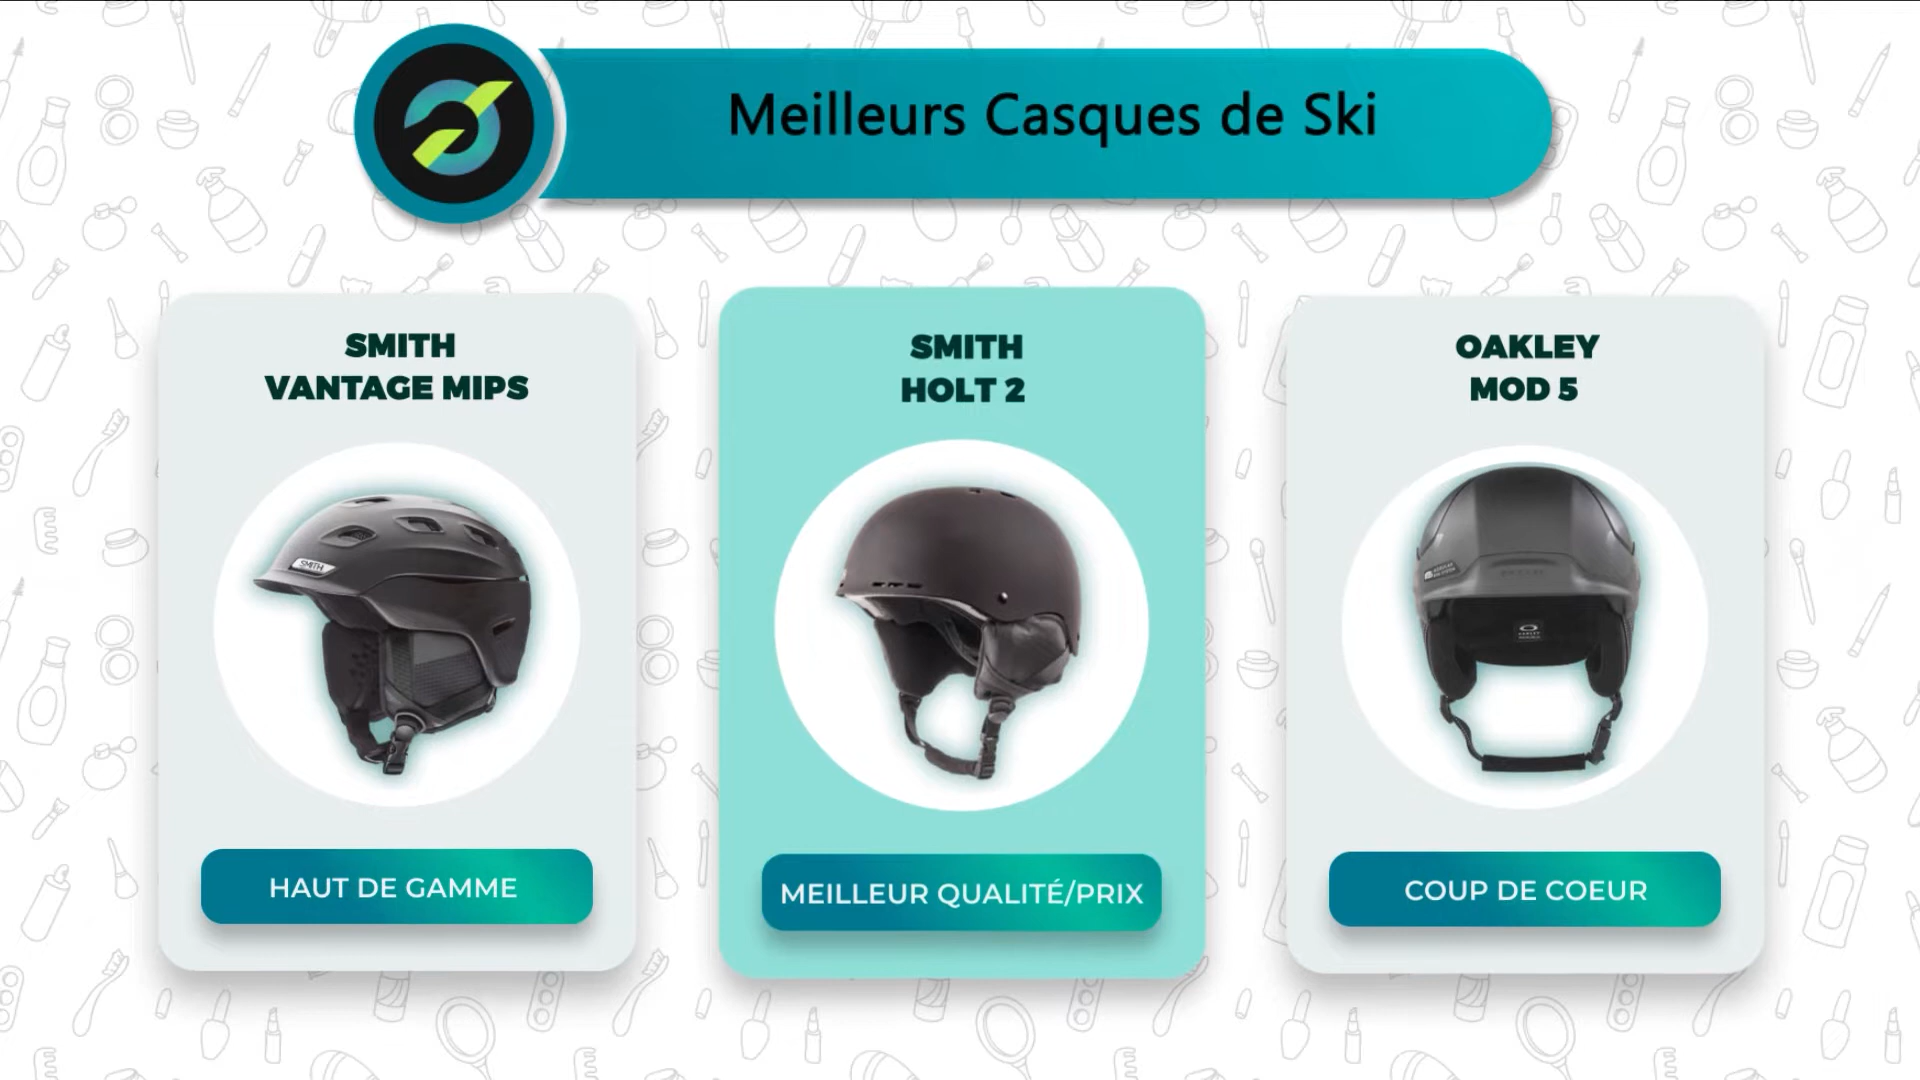 Meilleurs Casques de Ski
SMITH
VANTAGE MIPS
SMITH
HAUT DE GAMME
SMITH
HOLT 2
MEILLEUR QUALITÉ/PRIX
OAKLEY
MOD 5
COUP DE COEUR